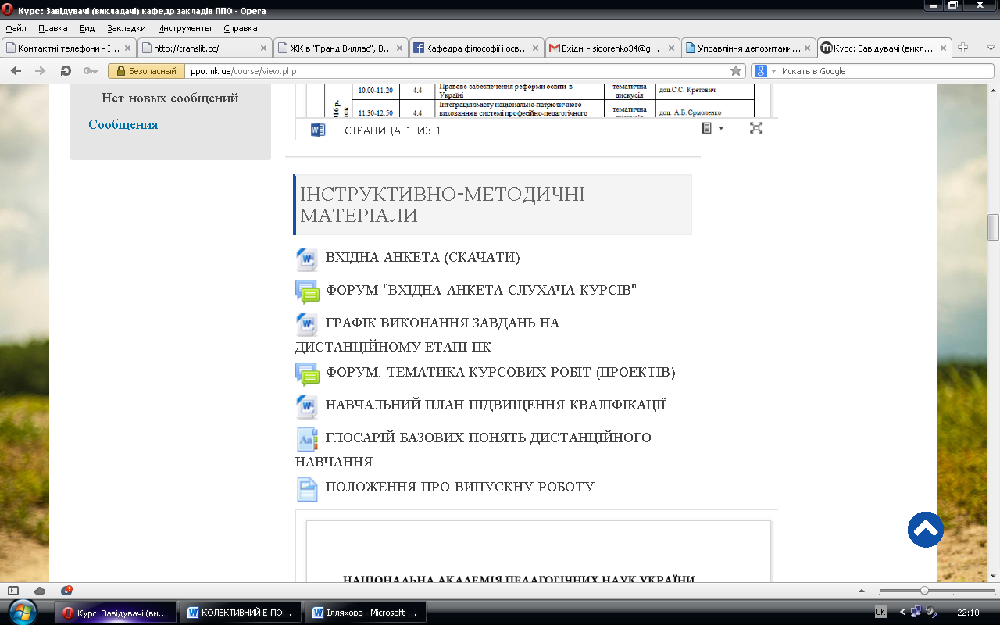 Курс: Завідувачі (викладачі) кафедр закладів ППО - Opera
Файл Правка Вид Закладки Инструменты Справка
Контактні телефони - І... http://translit.cc/ ЖК в "Гранд Виллас", В... Кафедра філософії і осв... Вхідні - sidorenko34@g... Управління депозитами... Курс: Завідувачі (викл...
Безопасный ppo.mk.ua/course/view.php Искать в Google
Нет новых сообщений
Сообщения
10.00-11.20 4.4 Правове забезпечення реформи освіти в Україні тематична дискусія доц.С.С. Кретович
11.30-12.50 4.4 Інтеграція змісту національно-патріотичного виховання в системі професійно-педагогічного тематична доц. А.Б. Єрмоленко
СТРАНИЦА 1 ИЗ 1
ІНСТРУКТИВНО-МЕТОДИЧНІ
МАТЕРІАЛИ
ВХІДНА АНКЕТА (СКАЧАТИ)
ФОРУМ "ВХІДНА АНКЕТА СЛУХАЧА КУРСІВ"
ГРАФІК ВИКОНАННЯ ЗАВДАНЬ НА
ДИСТАНЦІЙНОМУ ЕТАПІ ПК
ФОРУМ. ТЕМАТИКА КУРСОВИХ РОБІТ (ПРОЕКТІВ)
НАВЧАЛЬНИЙ ПЛАН ПІДВИЩЕННЯ КВАЛІФІКАЦІЇ
ГЛОСАРІЙ БАЗОВИХ ПОНЯТЬ ДИСТАНЦІЙНОГО
НАВЧАННЯ
ПОЛОЖЕННЯ ПРО ВИПУСКНУ РОБОТУ
НАЦІОНАЛЬНА АКАДЕМІЯ ПЕДАГОГІЧНИХ НАУК УКРАЇНИ
Курс: Завідувачі (ви... КОЛЕКТИВНИЙ Е-ПО... Ілляхова - Microsoft ... UK 22:10